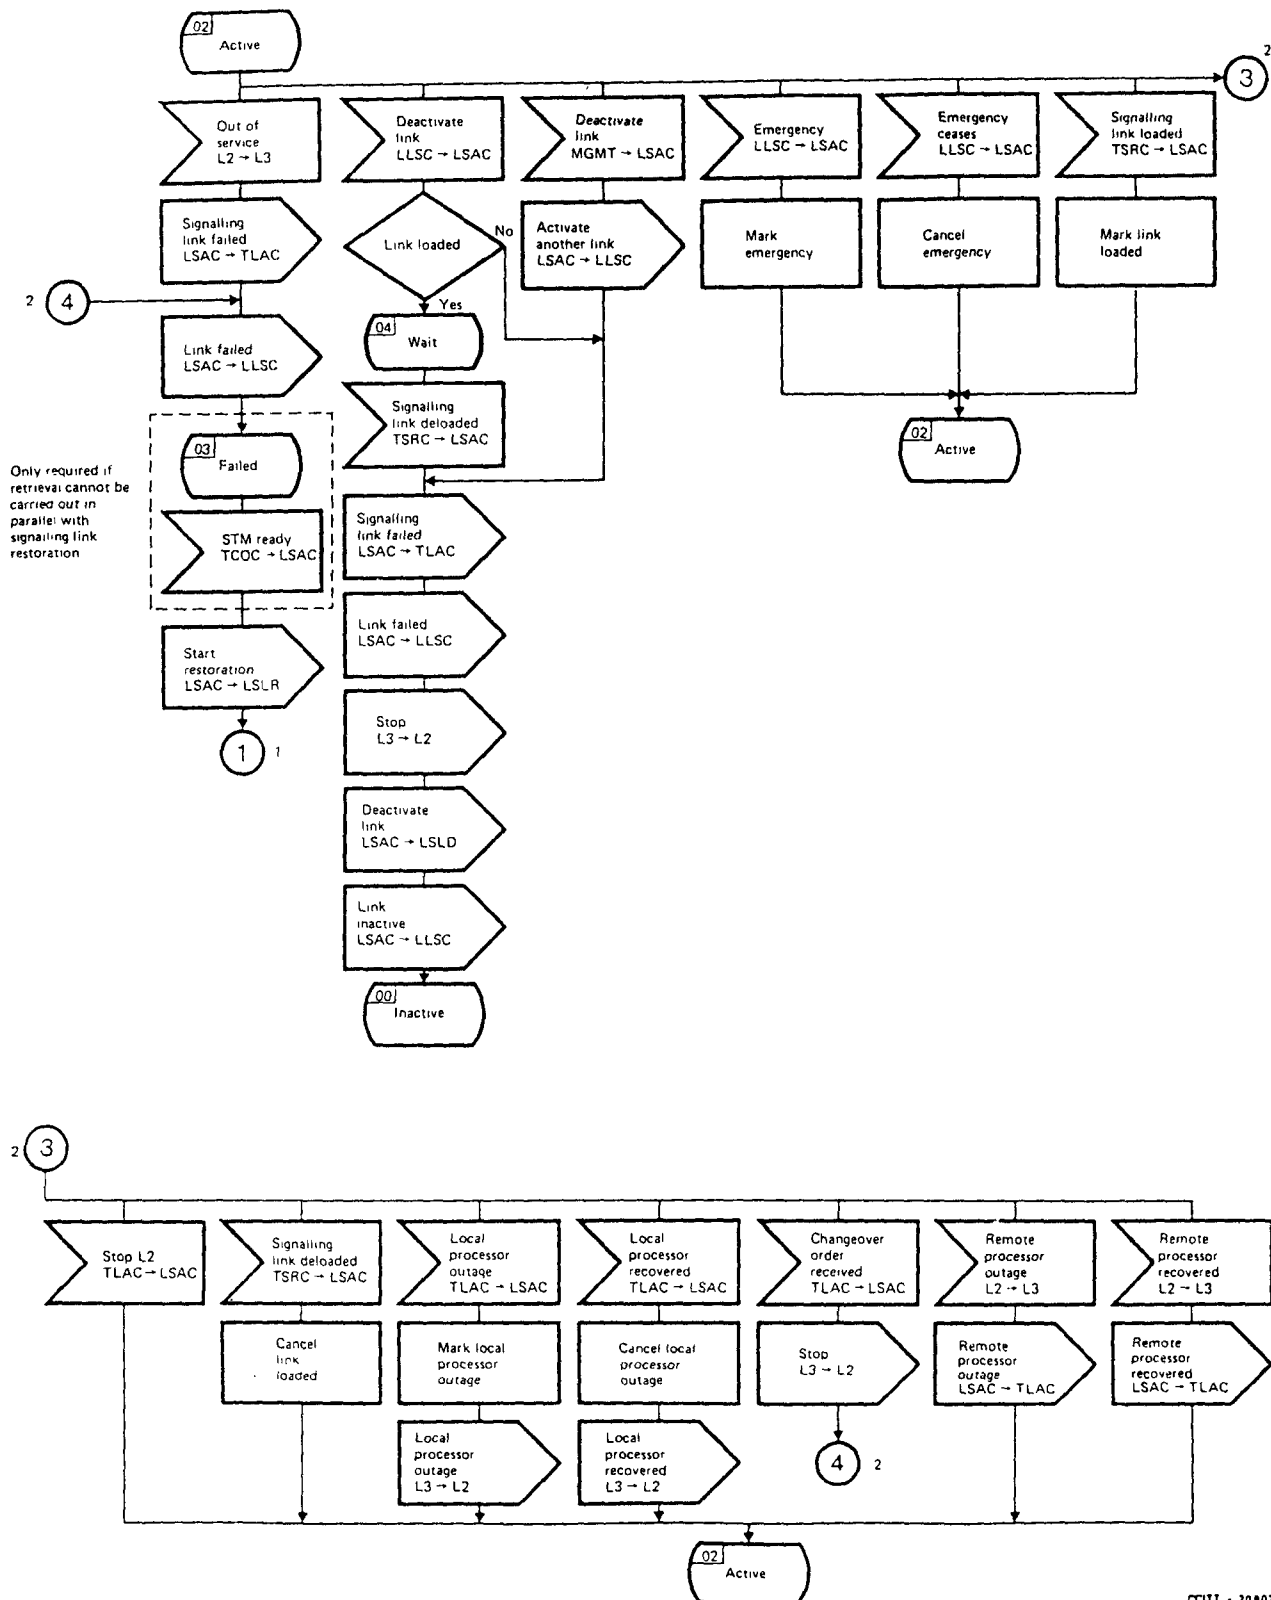 02
Active
2
3
Out of
service
L2 → L3
Deactivate
link
LLSC → LSAC
Deactivate
link
MGMT → LSAC
Emergency
LLSC → LSAC
Emergency
ceases
LLSC → LSAC
Signalling
link loaded
TSRC → LSAC
Signalling
link failed
LSAC → TLAC
Link loaded
No
Yes
Activate
another link
LSAC → LLSC
Mark
emergency
Cancel
emergency
Mark link
loaded
2
4
Link failed
LSAC → LLSC
04
Wait
Signalling
link deloaded
TSRC → LSAC
02
Active
Only required if
retrieval cannot be
carried out in
parallel with
signalling link
restoration
03
Failed
STM ready
TCOC → LSAC
Start
restoration
LSAC → LSLR
1
1
Signalling
link failed
LSAC → TLAC
Link failed
LSAC → LLSC
Stop
L3 → L2
Deactivate
link
LSAC → LSLD
Link
inactive
LSAC → LLSC
00
Inactive
2
3
Stop L2
TLAC → LSAC
Signalling
link deloaded
TSRC → LSAC
Local
processor
outage
TLAC → LSAC
Local
processor
recovered
TLAC → LSAC
Changeover
order
received
TLAC → LSAC
Remote
processor
outage
L2 → L3
Remote
processor
recovered
L2 → L3
Cancel
link
loaded
Mark local
processor
outage
Cancel local
processor
outage
Stop
L3 → L2
Remote
processor
outage
LSAC → TLAC
Remote
processor
recovered
LSAC → TLAC
Local
processor
outage
L3 → L2
Local
processor
recovered
L3 → L2
4
2
02
Active